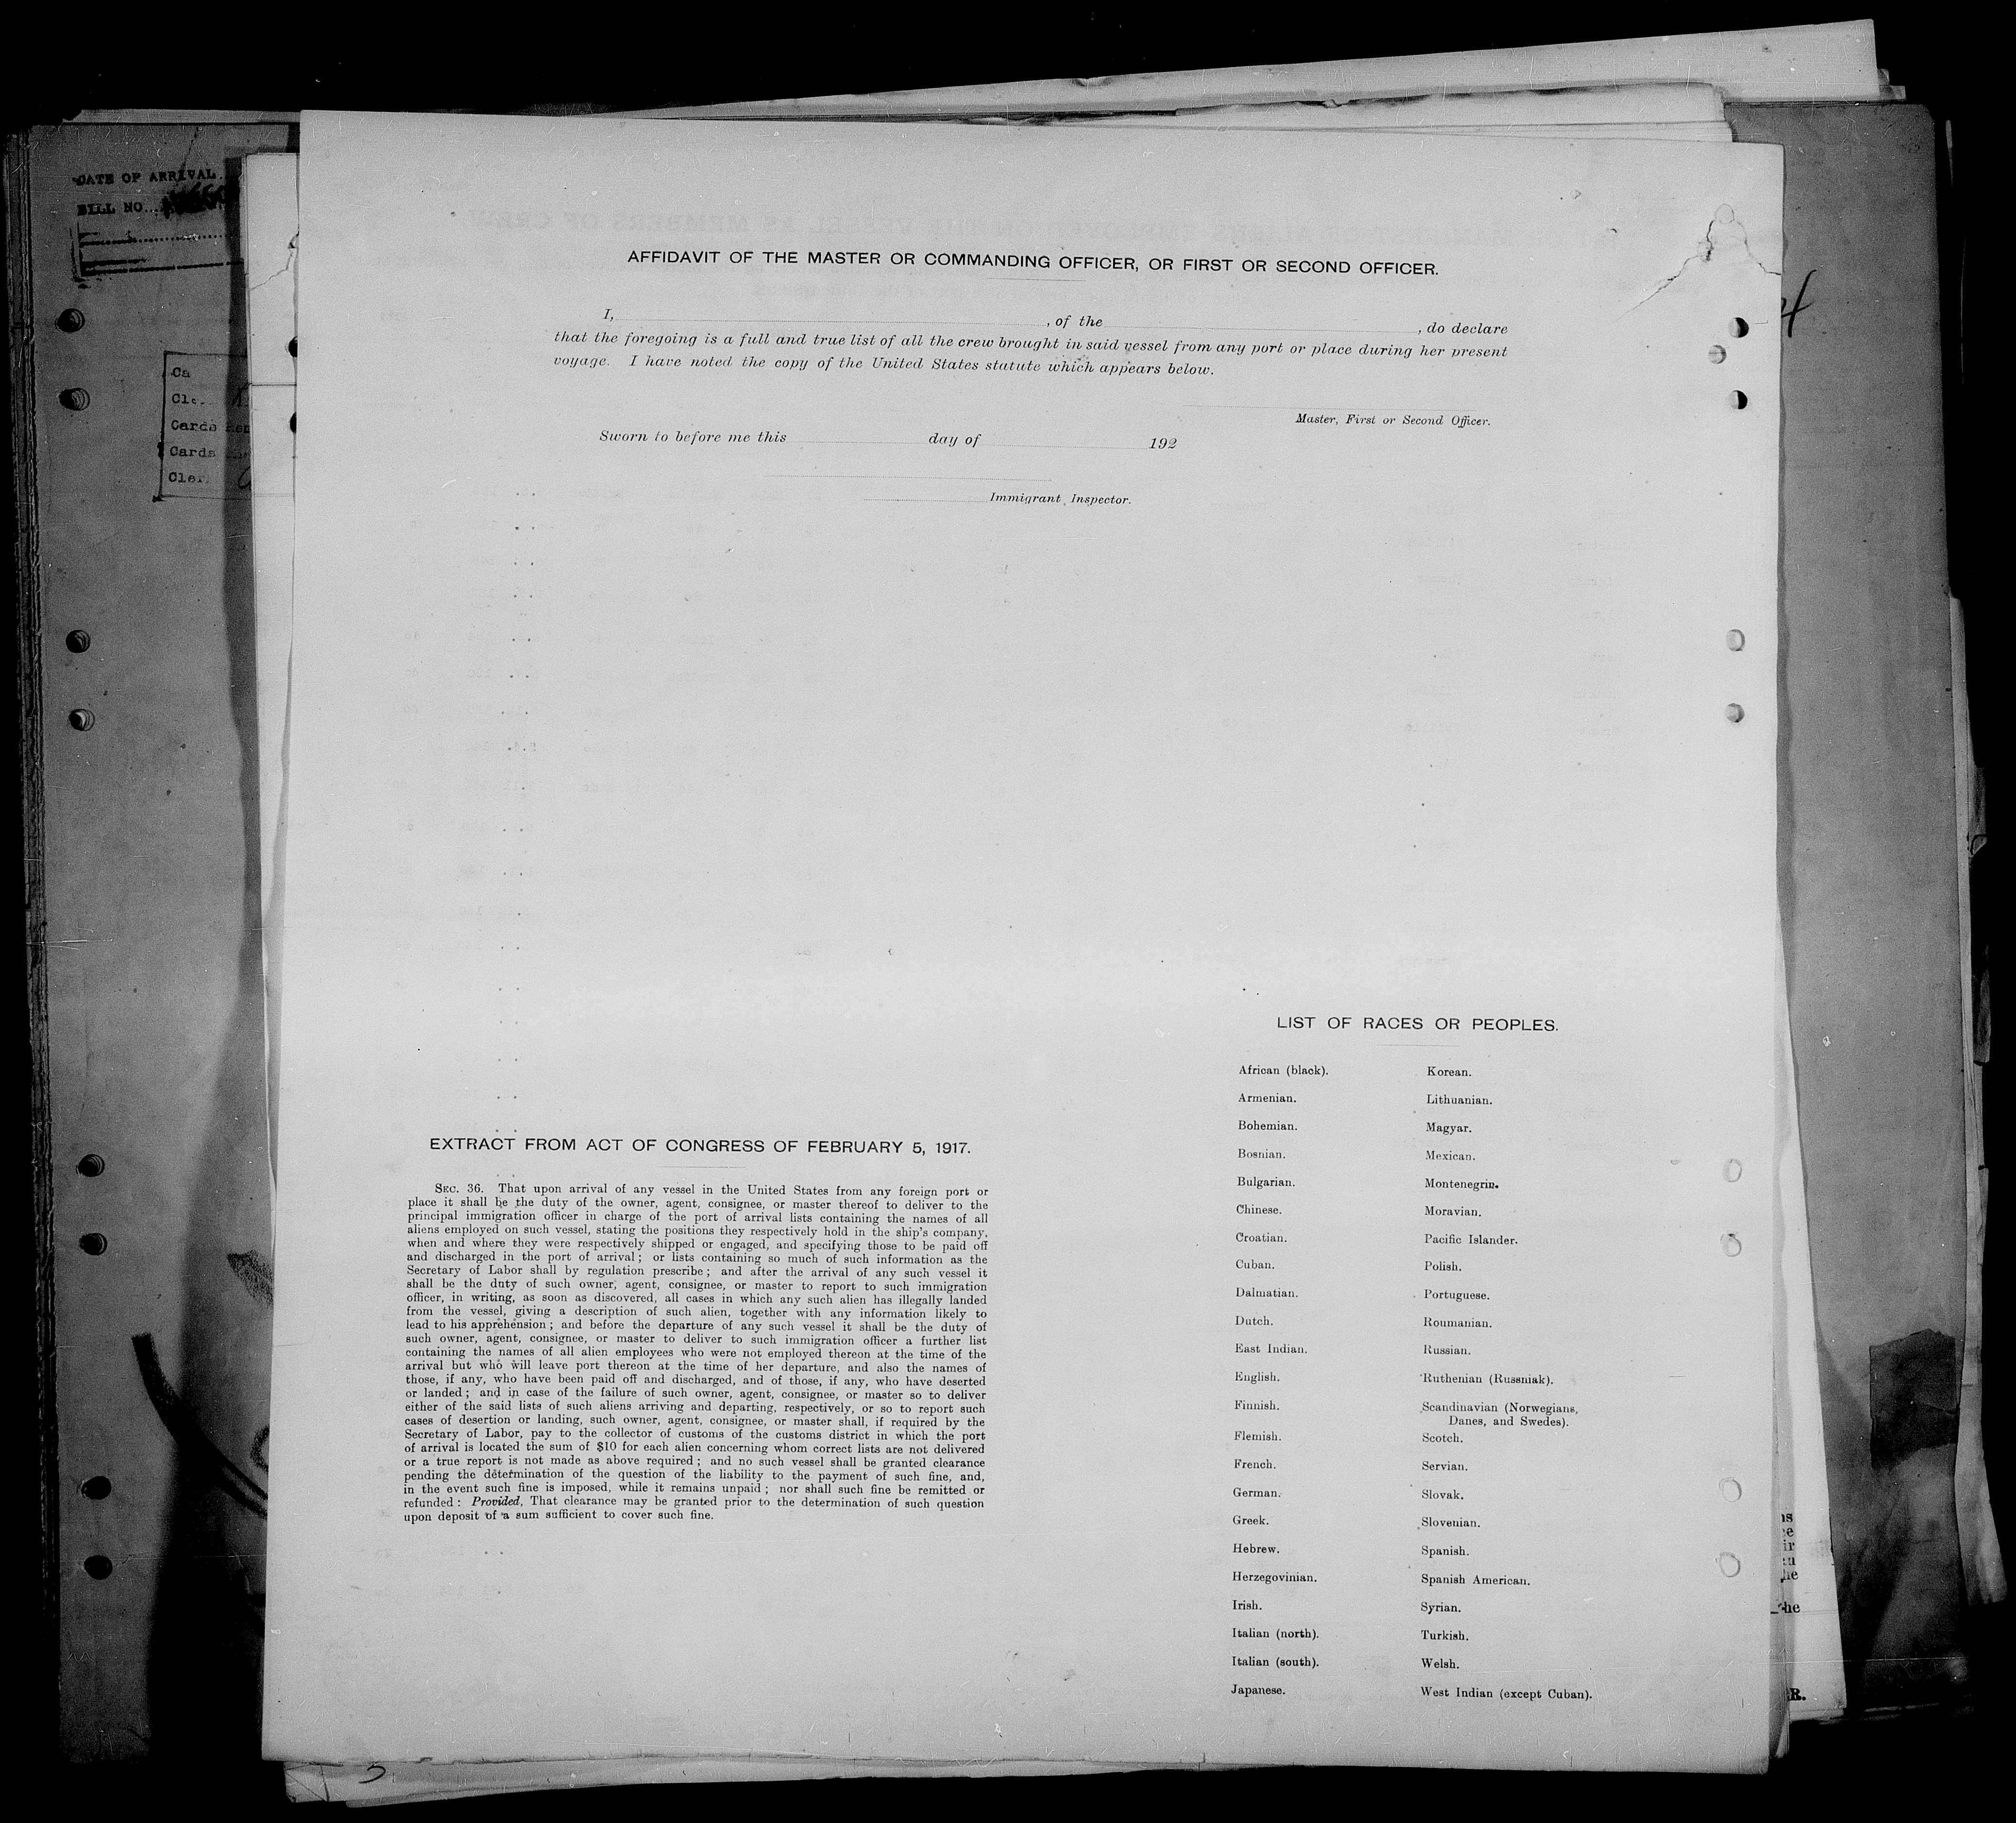 DATE OF ARRIVAL
BILL NO
Ca
Cards
Cards
AFFIDAVIT OF THE MASTER OR COMMANDING OFFICER, OR FIRST OR SECOND OFFICER.
I, , of the , do declare
that the foregoing is a full and true list of all the crew brought in said vessel from any port or place during her present
voyage. I have noted the copy of the United States statute which appears below.
Master, First or Second Officer.
Sworn to before me this day of 192
Immigrant Inspector.
EXTRACT FROM ACT OF CONGRESS OF FEBRUARY 5, 1917.
SEC. 36. That upon arrival of any vessel in the United States from any foreign port or
place it shall be the duty of the owner, agent, consignee, or master thereof to deliver to the
principal immigration officer in charge of the port of arrival lists containing the names of all
aliens employed on such vessel, stating the positions they respectively hold in the ship's company,
when and where they were respectively shipped or engaged, and specifying those to be paid off
and discharged in the port of arrival; or lists containing so much of such information as the
Secretary of Labor shall by regulation prescribe; and after the arrival of any such vessel it
shall be the duty of such owner, agent, consignee, or master to report to such immigration
officer, in writing, as soon as discovered, all cases in which any such alien has illegally landed
from the vessel, giving a description of such alien, together with any information likely to
lead to his apprehension; and before the departure of any such vessel it shall be the duty of
such owner, agent, consignee, or master to deliver to such immigration officer a further list
containing the names of all alien employees who were not employed thereon at the time of the
arrival but who will leave port thereon at the time of her departure, and also the names of
those, if any, who have been paid off and discharged, and of those, if any, who have deserted
or landed; and in case of the failure of such owner, agent, consignee, or master so to deliver
either of the said lists of such aliens arriving and departing, respectively, or so to report such
cases of desertion or landing, such owner, agent, consignee, or master shall, if required by the
Secretary of Labor, pay to the collector of customs of the customs district in which the port
of arrival is located the sum of $10 for each alien concerning whom correct lists are not delivered
or a true report is not made as above required; and no such vessel shall be granted clearance
pending the determination of the question of the liability to the payment of such fine, and,
in the event such fine is imposed, while it remains unpaid; nor shall such fine be remitted or
refunded: Provided, That clearance may be granted prior to the determination of such question
upon deposit of a sum sufficient to cover such fine.
LIST OF RACES OR PEOPLES.
African (black).
Armenian.
Bohemian.
Bosnian.
Bulgarian.
Chinese.
Croatian.
Cuban.
Dalmatian.
Dutch.
East Indian.
English.
Finnish.
Flemish.
French.
German.
Greek.
Hebrew.
Herzegovinian.
Irish.
Italian (north).
Italian (south).
Japanese.
Korean.
Lithuanian.
Magyar.
Mexican.
Montenegrin.
Moravian.
Pacific Islander.
Polish.
Portuguese.
Roumanian.
Russian.
Ruthenian (Russniak).
Scandinavian (Norwegians,
Danes, and Swedes).
Scotch.
Servian.
Slovak.
Slovenian.
Spanish.
Spanish American.
Syrian.
Turkish.
Welsh.
West Indian (except Cuban).